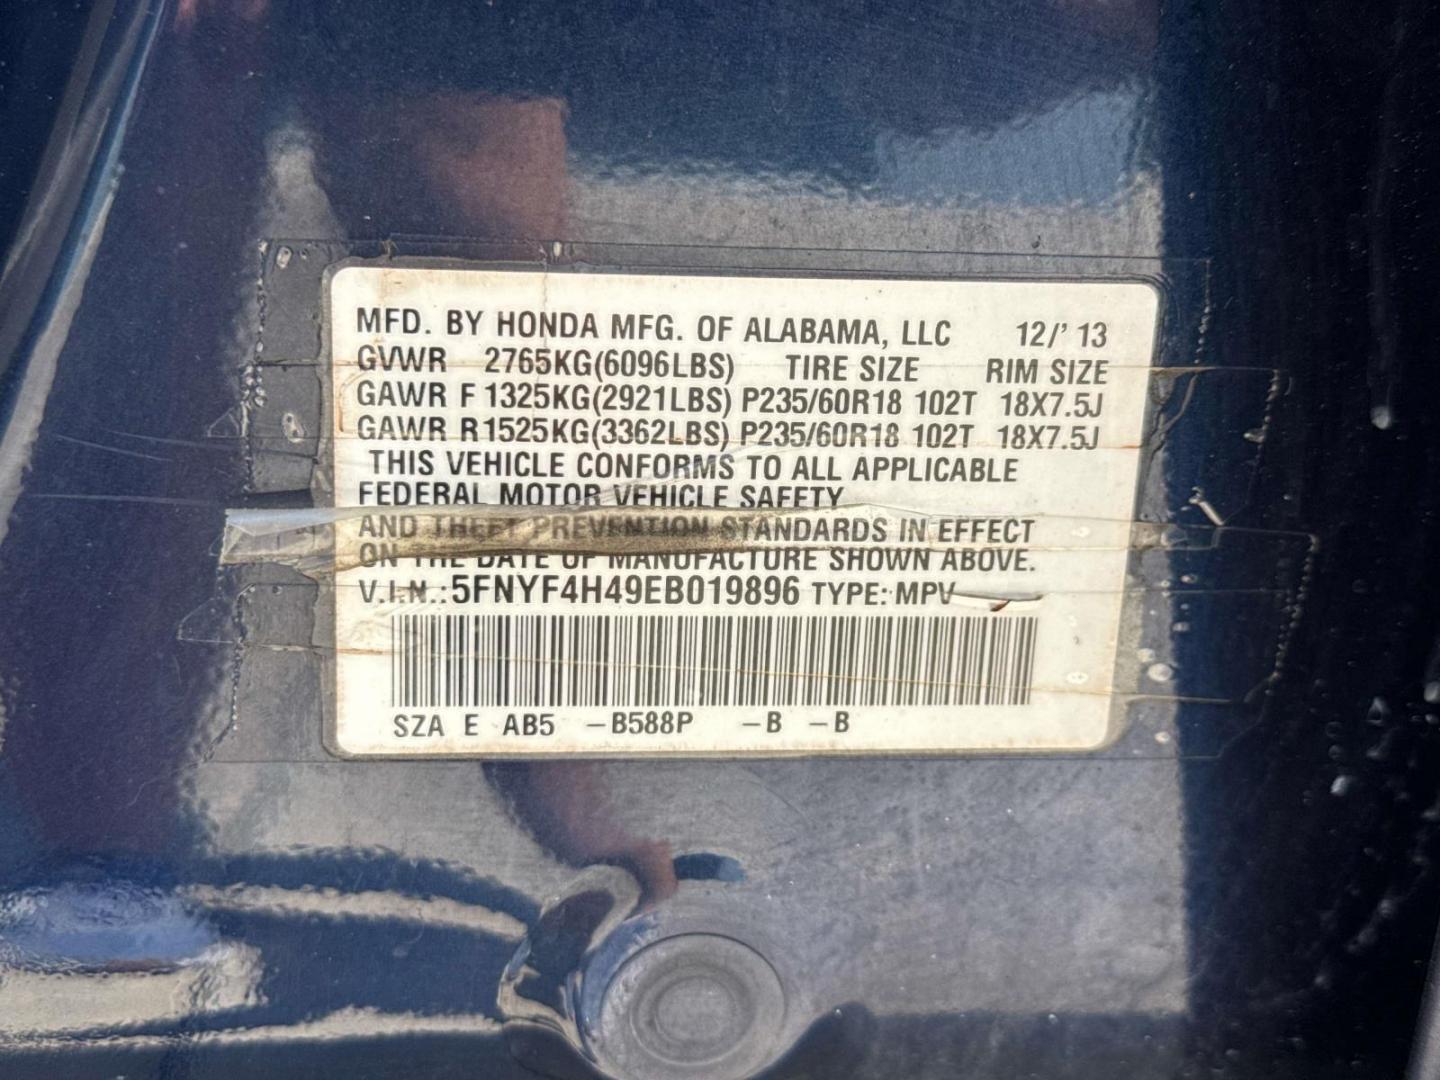 MFD. BY HONDA MFG. OF ALABAMA, LLC 12/' 13
GVWR 2765KG(6096LBS) TIRE SIZE RIM SIZE
GAWR F 1325KG(2921LBS) P235/60R18 102T 18X7.5J
GAWR R 1525KG(3362LBS) P235/60R18 102T 18X7.5J
THIS VEHICLE CONFORMS TO ALL APPLICABLE
FEDERAL MOTOR VEHICLE SAFETY
AND THEFT PREVENTION STANDARDS IN EFFECT
ON THE DATE OF MANUFACTURE SHOWN ABOVE.
V.I.N.: 5FNYF4H49EB019896 TYPE: MPV
SZA E AB5 –B588P –B –B